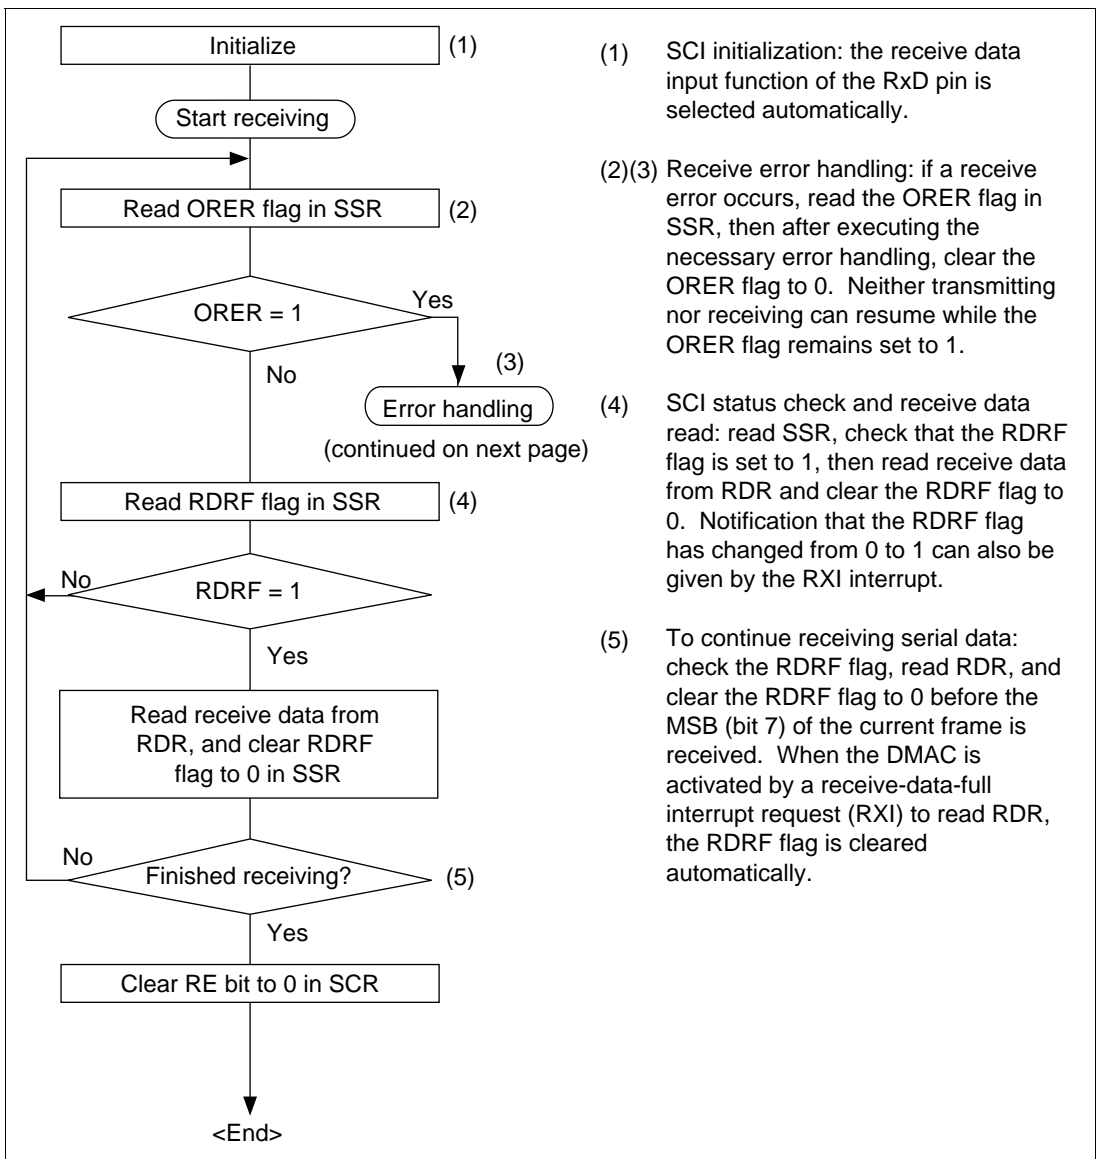 Initialize
(1)
Start receiving
Read ORER flag in SSR
(2)
ORER = 1
Yes
No
(3)
Error handling
(continued on next page)
Read RDRF flag in SSR
(4)
No
RDRF = 1
Yes
Read receive data from
RDR, and clear RDRF
flag to 0 in SSR
No
Finished receiving?
(5)
Yes
Clear RE bit to 0 in SCR
<End>
(1) SCI initialization: the receive data
input function of the RxD pin is
selected automatically.
(2)(3) Receive error handling: if a receive
error occurs, read the ORER flag in
SSR, then after executing the
necessary error handling, clear the
ORER flag to 0. Neither transmitting
nor receiving can resume while the
ORER flag remains set to 1.
(4) SCI status check and receive data
read: read SSR, check that the RDRF
flag is set to 1, then read receive data
from RDR and clear the RDRF flag to
0. Notification that the RDRF flag
has changed from 0 to 1 can also be
given by the RXI interrupt.
(5) To continue receiving serial data:
check the RDRF flag, read RDR, and
clear the RDRF flag to 0 before the
MSB (bit 7) of the current frame is
received. When the DMAC is
activated by a receive-data-full
interrupt request (RXI) to read RDR,
the RDRF flag is cleared
automatically.